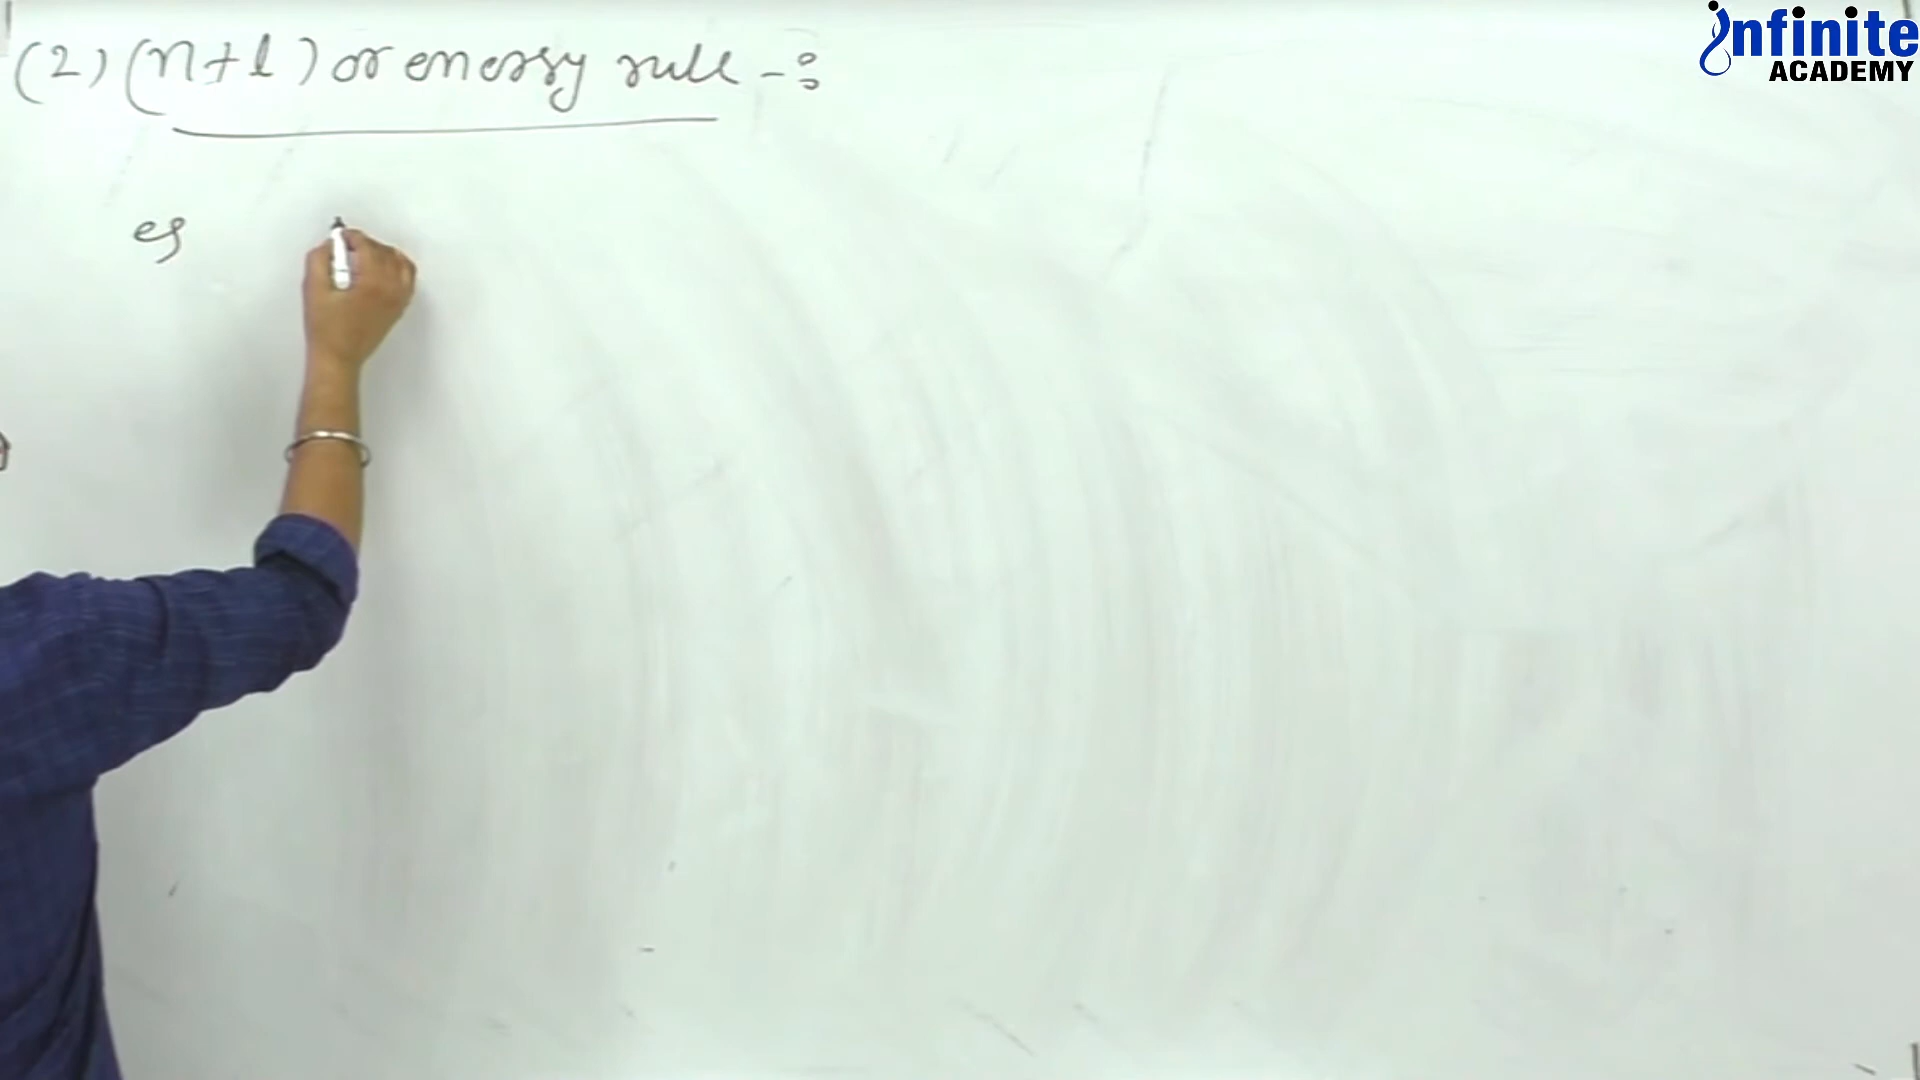 (2) (n+l) or energy rule -:
eg
infinite
ACADEMY